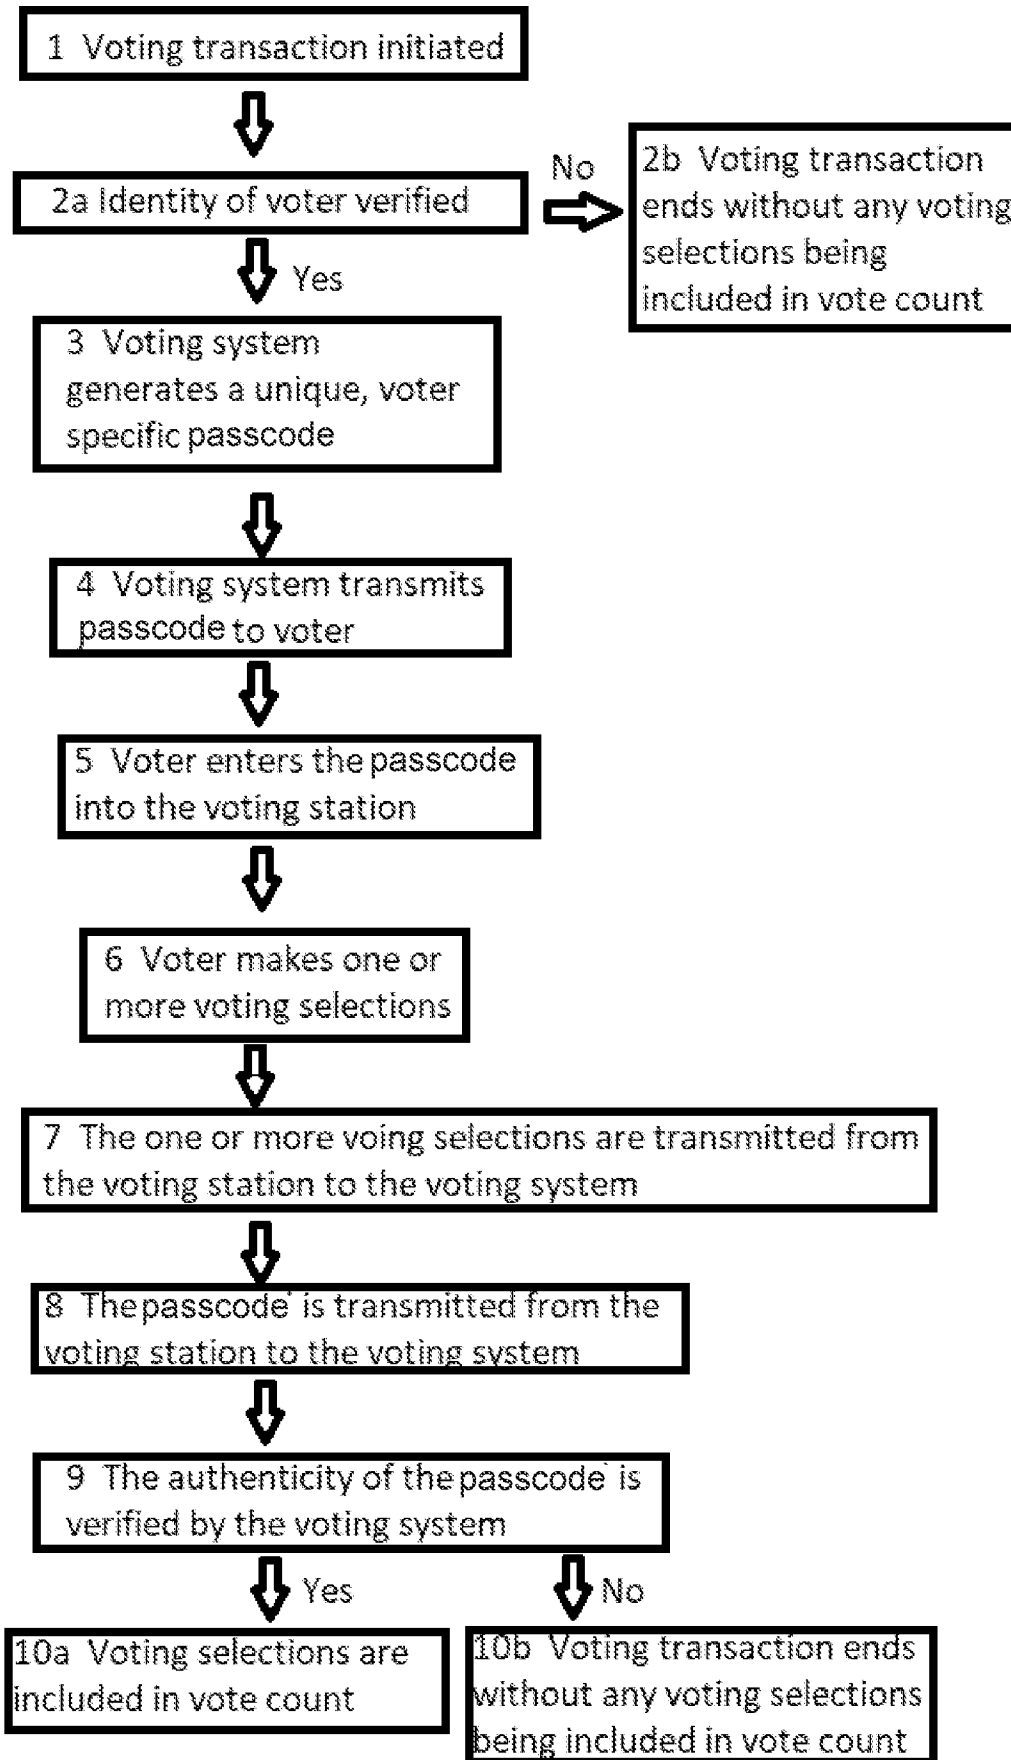 1 Voting transaction initiated
2a Identity of voter verified
No
2b Voting transaction
ends without any voting
selections being
included in vote count
Yes
3 Voting system
generates a unique, voter
specific passcode
4 Voting system transmits
passcode to voter
5 Voter enters the passcode
into the voting station
6 Voter makes one or
more voting selections
7 The one or more voing selections are transmitted from
the voting station to the voting system
8 The passcode is transmitted from the
voting station to the voting system
9 The authenticity of the passcode is
verified by the voting system
Yes
No
10a Voting selections are
included in vote count
10b Voting transaction ends
without any voting selections
being included in vote count